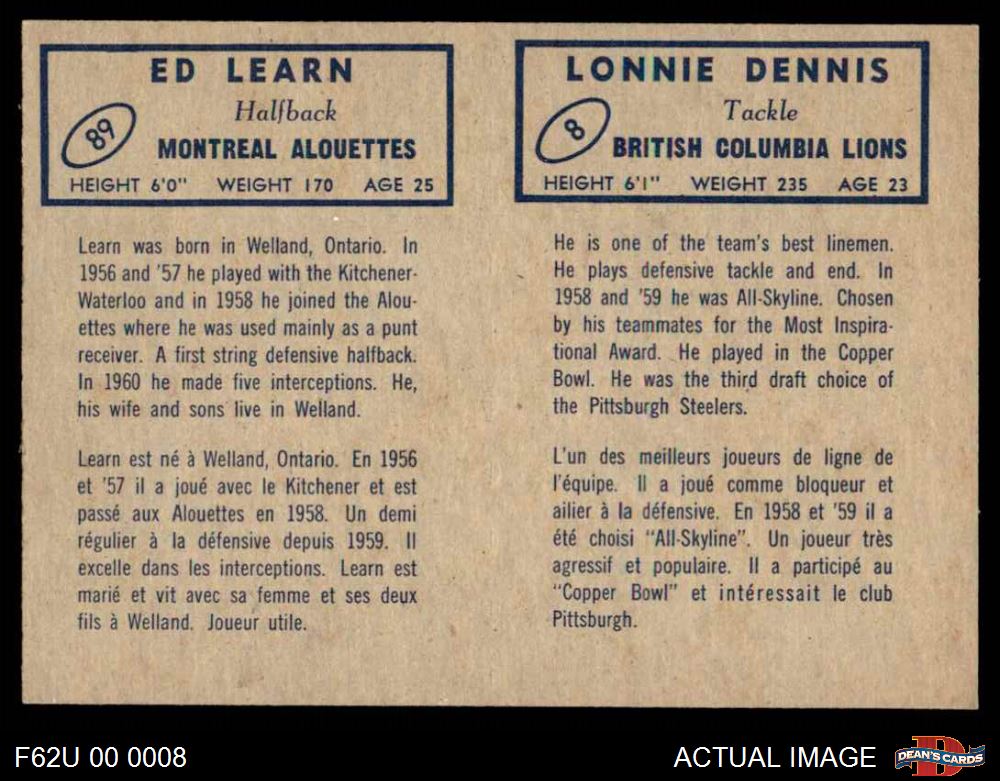 ED LEARN
Halfback
89
MONTREAL ALOUETTES
HEIGHT 6'0" WEIGHT 170 AGE 25
Learn was born in Welland, Ontario. In
1956 and '57 he played with the Kitchener-
Waterloo and in 1958 he joined the Alou-
ettes where he was used mainly as a punt
receiver. A first string defensive halfback.
In 1960 he made five interceptions. He,
his wife and sons live in Welland.
Learn est né à Welland, Ontario. En 1956
et '57 il a joué avec le Kitchener et est
passé aux Alouettes en 1958. Un demi
régulier à la défensive depuis 1959. Il
excelle dans les interceptions. Learn est
marié et vit avec sa femme et ses deux
fils à Welland. Joueur utile.
LONNIE DENNIS
Tackle
8
BRITISH COLUMBIA LIONS
HEIGHT 6'1" WEIGHT 235 AGE 23
He is one of the team's best linemen.
He plays defensive tackle and end. In
1958 and '59 he was All-Skyline. Chosen
by his teammates for the Most Inspira-
tional Award. He played in the Copper
Bowl. He was the third draft choice of
the Pittsburgh Steelers.
L'un des meilleurs joueurs de ligne de
l'équipe. Il a joué comme bloqueur et
ailier à la défensive. En 1958 et '59 il a
été choisi "All-Skyline". Un joueur très
agressif et populaire. Il a participé au
"Copper Bowl" et intéressait le club
Pittsburgh.
F62U 00 0008
ACTUAL IMAGE
D
DEAN'S CARDS